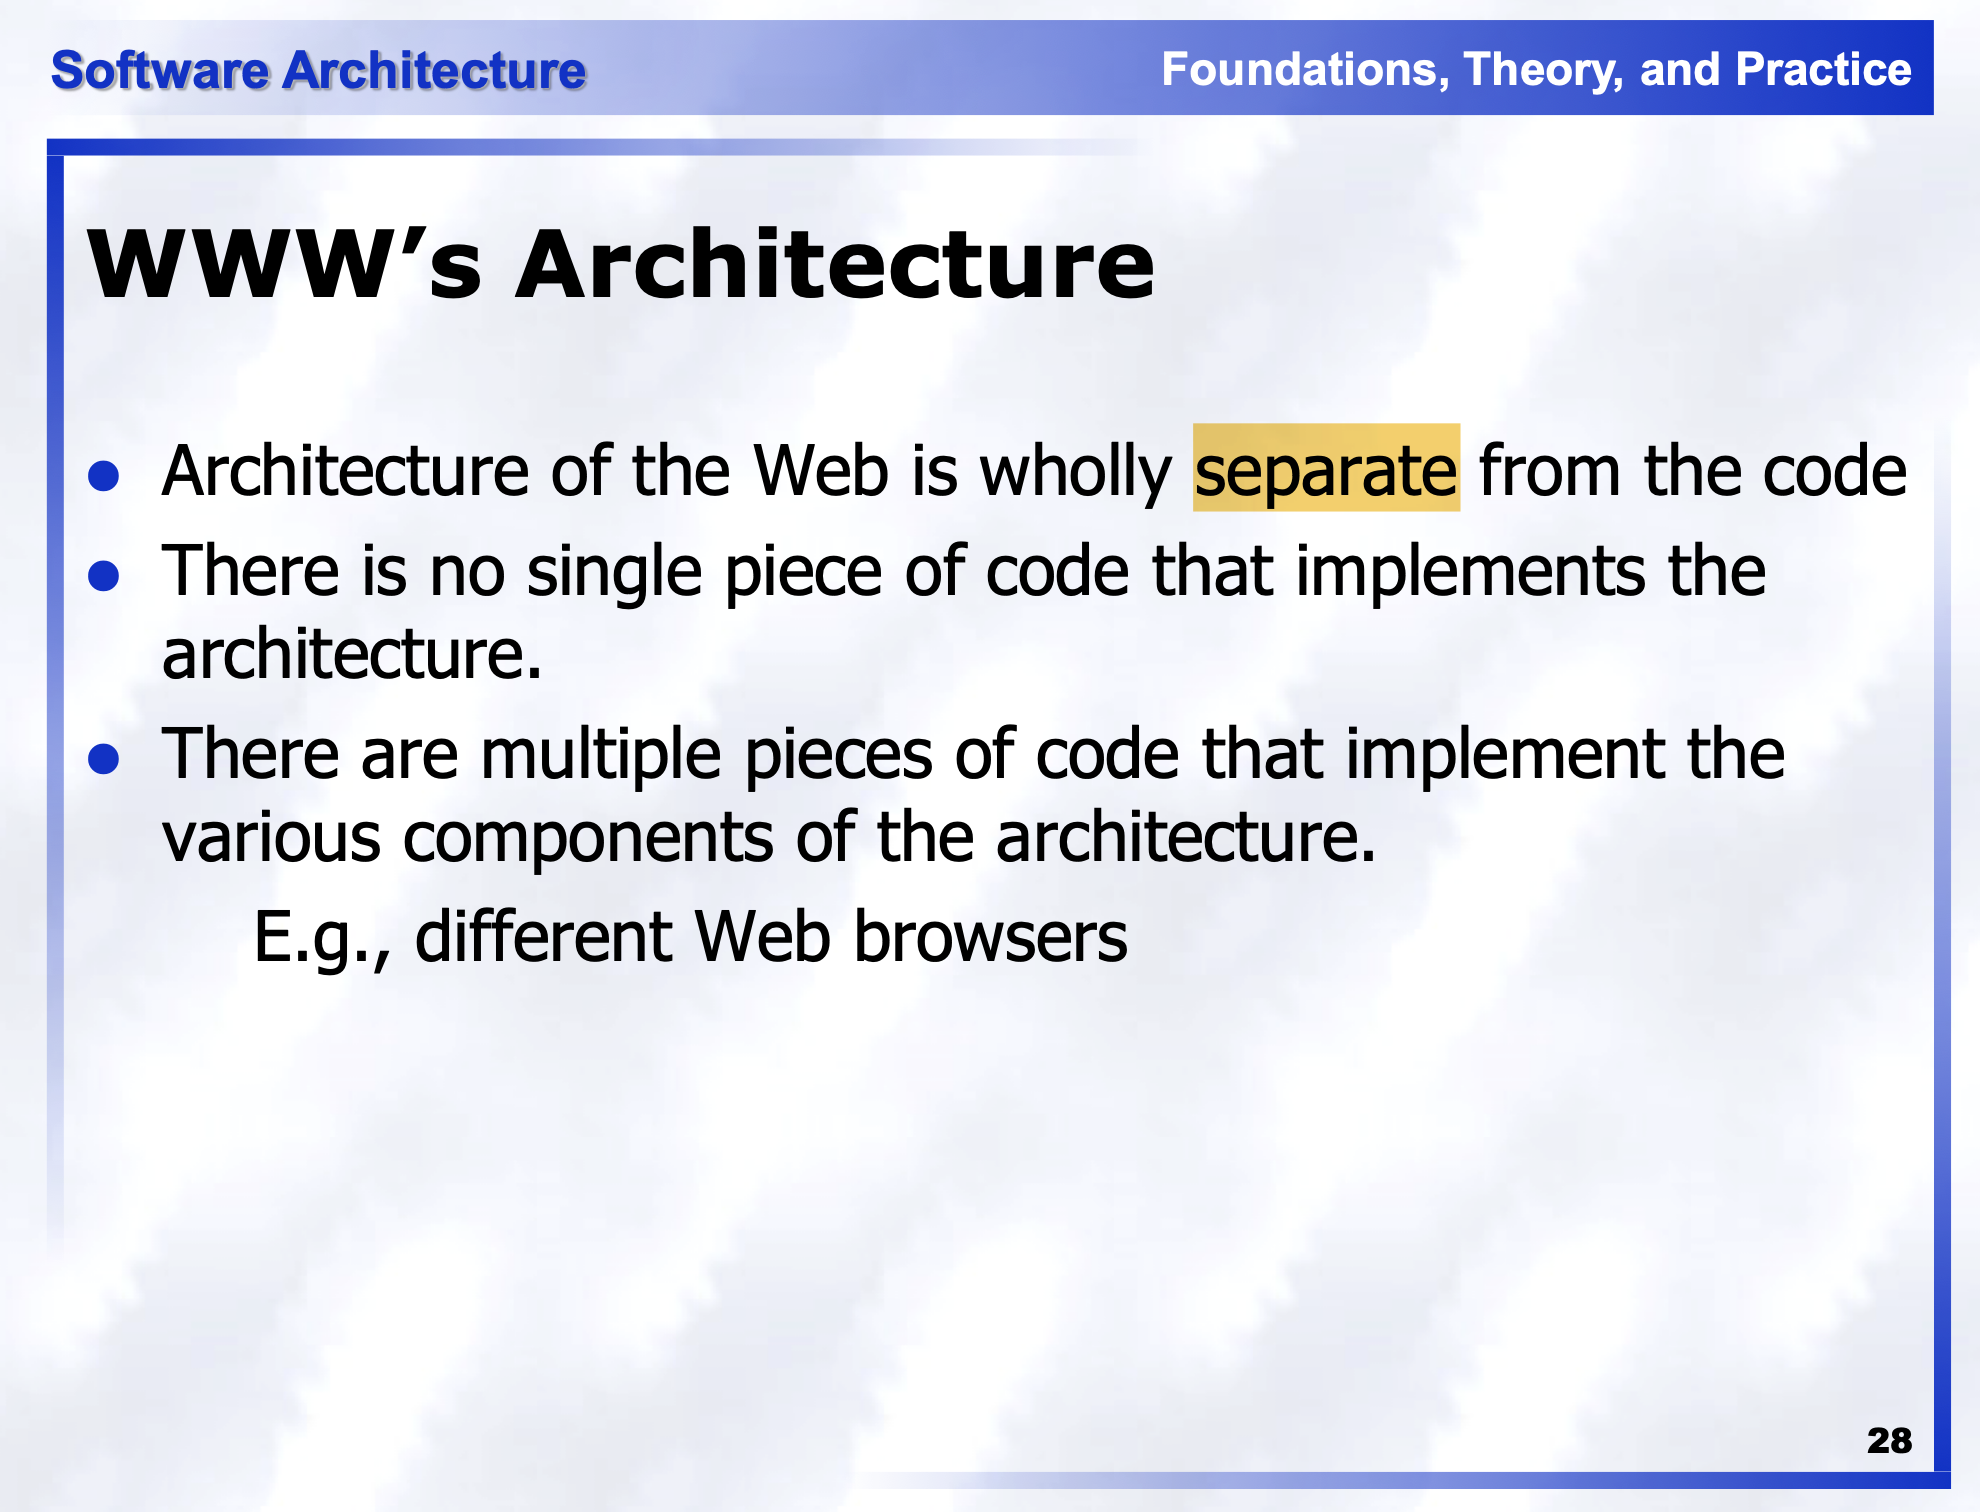 Software Architecture
Foundations, Theory, and Practice
WWW’s Architecture
Architecture of the Web is wholly separate from the code
There is no single piece of code that implements the
architecture.
There are multiple pieces of code that implement the
various components of the architecture.
E.g., different Web browsers
28